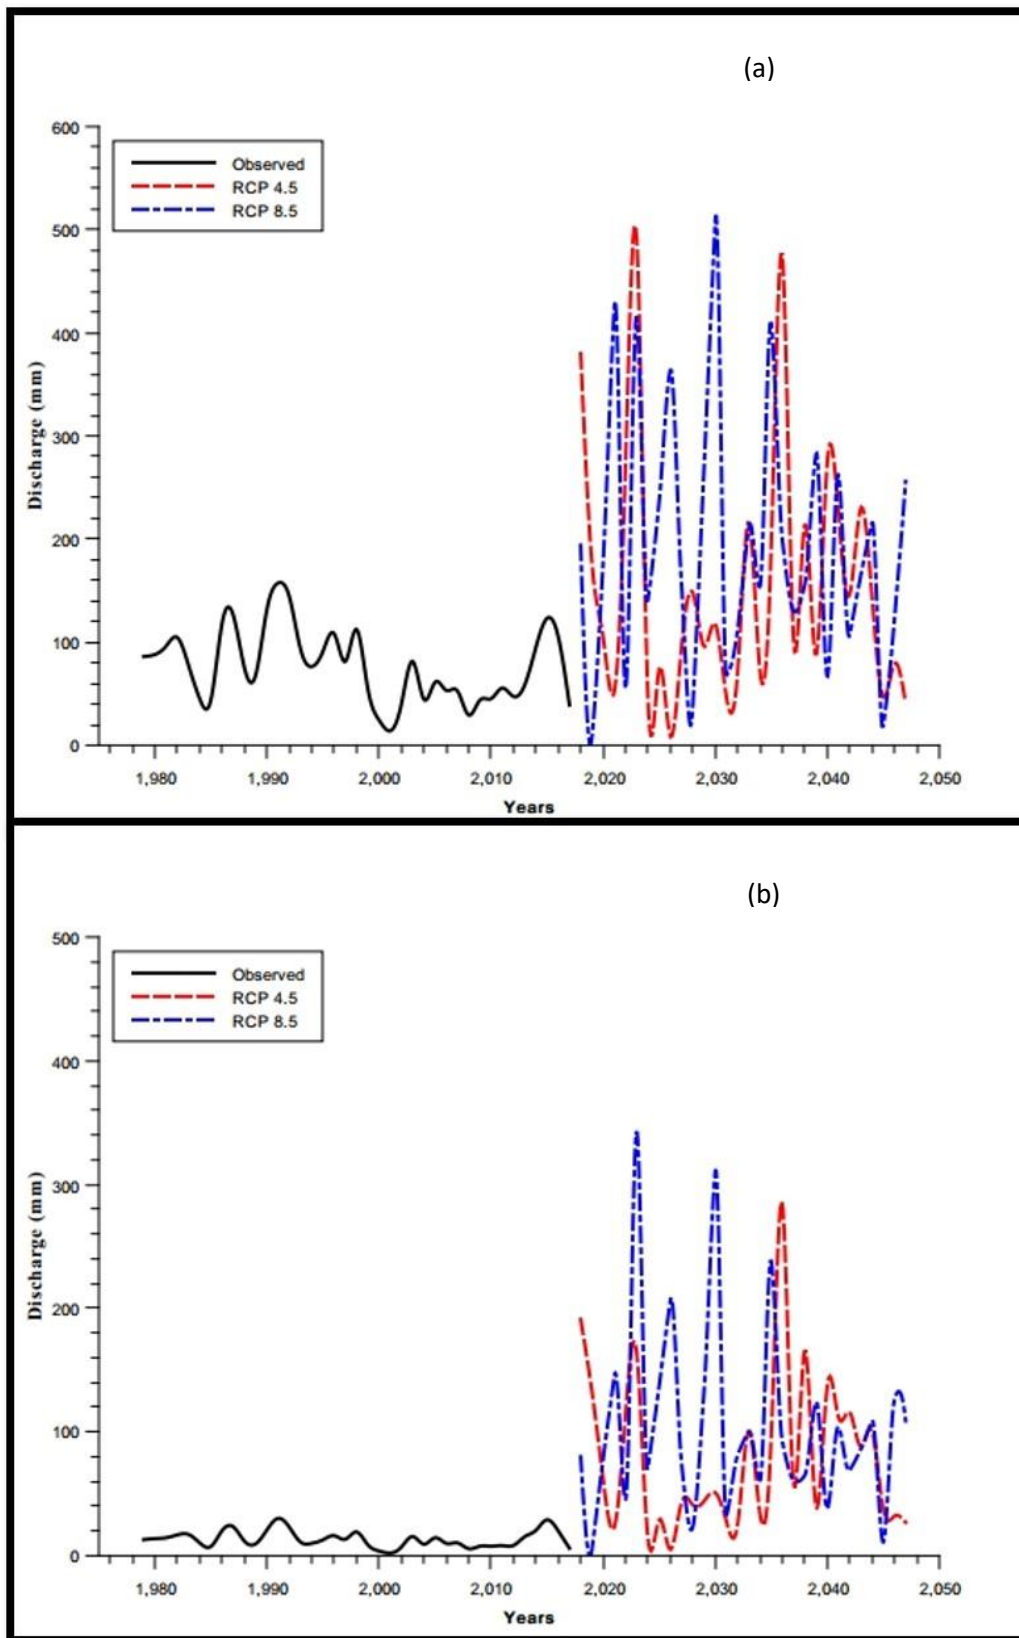 (a)
600
Observed
RCP 4.5
RCP 8.5
500
400
300
200
100
0
Discharge (mm)
1,980 1,990 2,000 2,010 2,020 2,030 2,040 2,050
Years
(b)
500
Observed
RCP 4.5
RCP 8.5
400
300
200
100
0
Discharge (mm)
1,980 1,990 2,000 2,010 2,020 2,030 2,040 2,050
Years